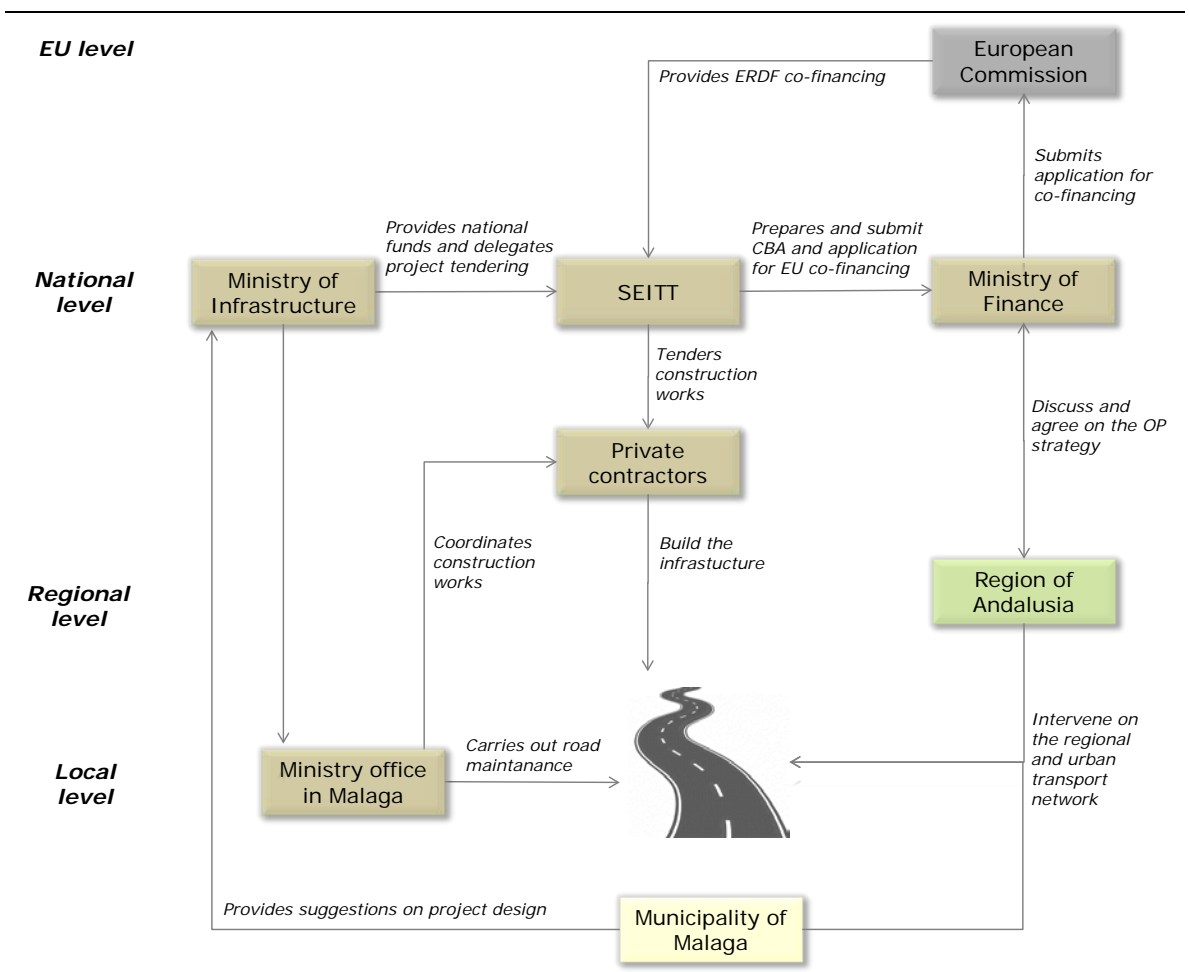 EU level
European
Commission
Provides ERDF co-financing
Submits
application for
co-financing
Provides national
funds and delegates
project tendering
Prepares and submit
CBA and application
for EU co-financing
National
level
Ministry of
Infrastructure
SEITT
Ministry of
Finance
Tenders
construction
works
Discuss and
agree on the OP
strategy
Private
contractors
Coordinates
construction
works
Build the
infrastucture
Regional
level
Region of
Andalusia
Intervene on
the regional
and urban
transport
network
Local
level
Ministry office
in Malaga
Carries out road
maintanance
Provides suggestions on project design
Municipality of
Malaga